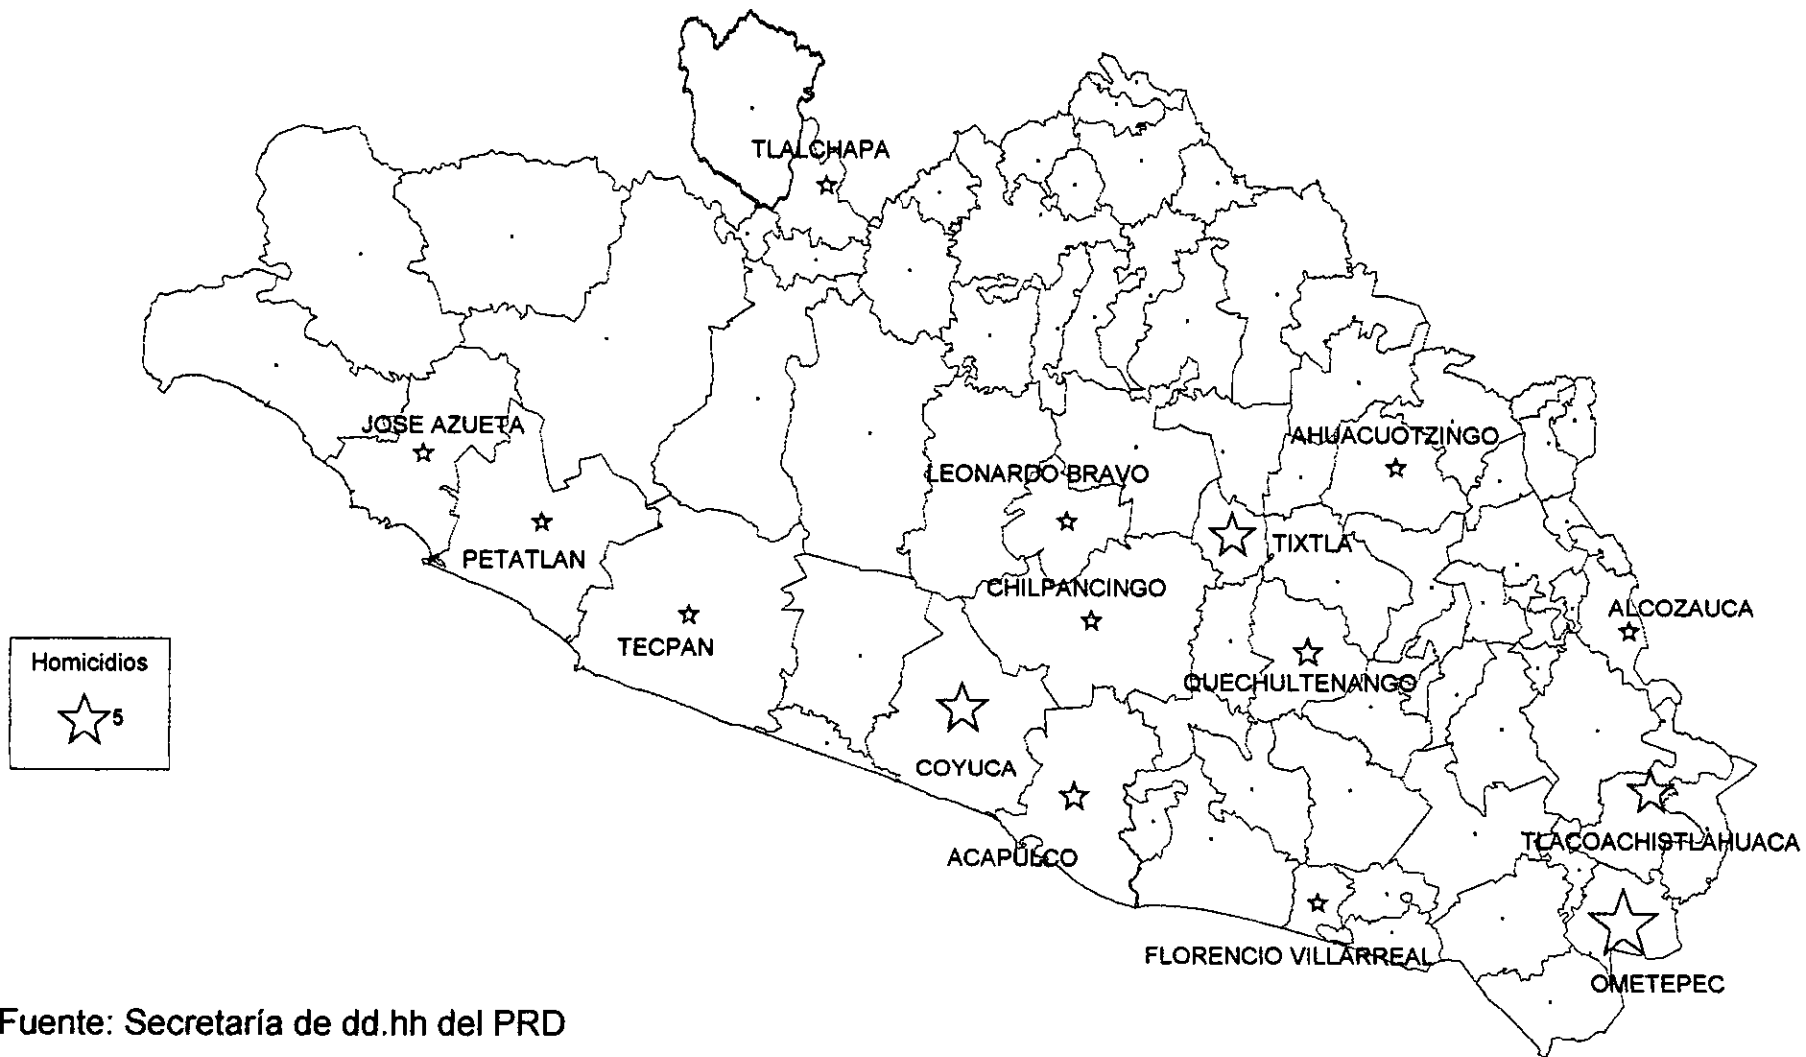 TLALCHAPA
JOSE AZUETA
AHUACUOTZINGO
LEONARDO BRAVO
PETATLAN
TIXTLA
CHILPANCINGO
ALCOZAUCA
TECPAN
Homicidios
5
QUECHULTENANGO
COYUCA
TLACOACHISTLAHUACA
ACAPULCO
FLORENCIO VILLARREAL
OMETEPEC
Fuente: Secretaría de dd.hh del PRD